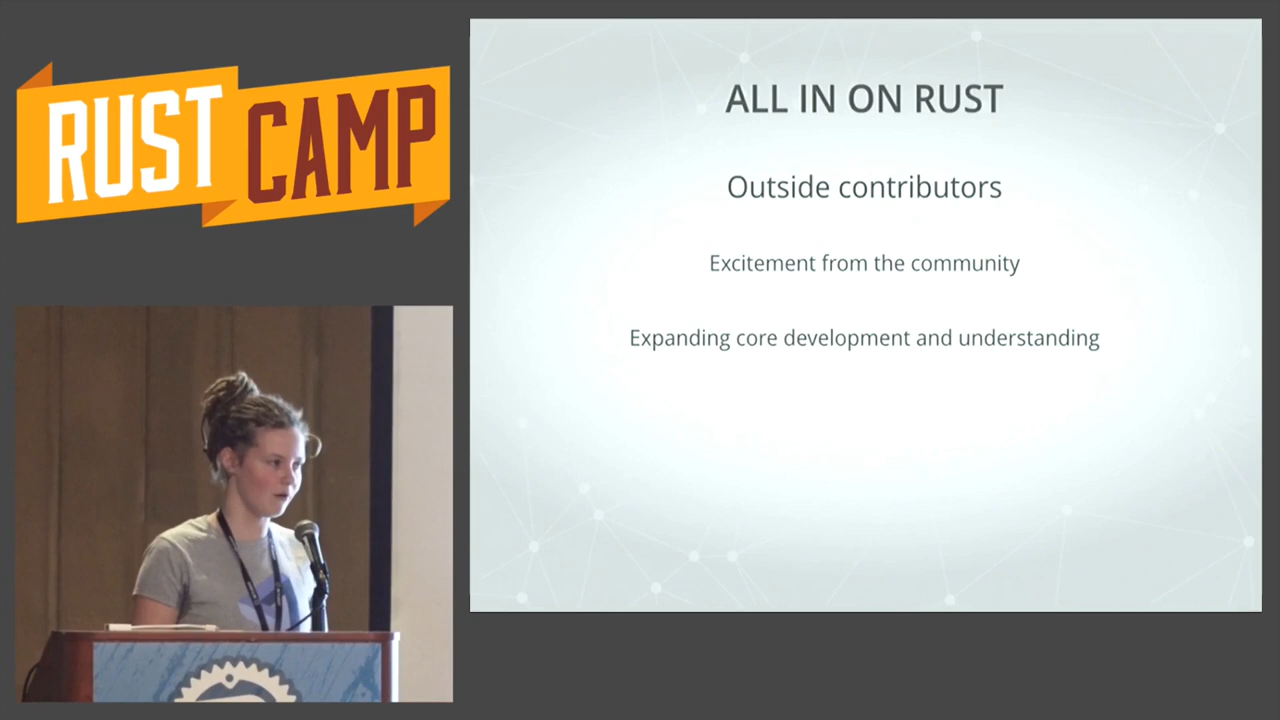 RUST CAMP
ALL IN ON RUST
Outside contributors
Excitement from the community
Expanding core development and understanding